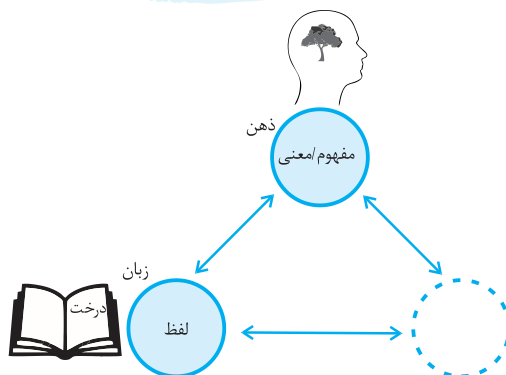 ذهن
مفهوم/معنی
زبان
درخت
لفظ